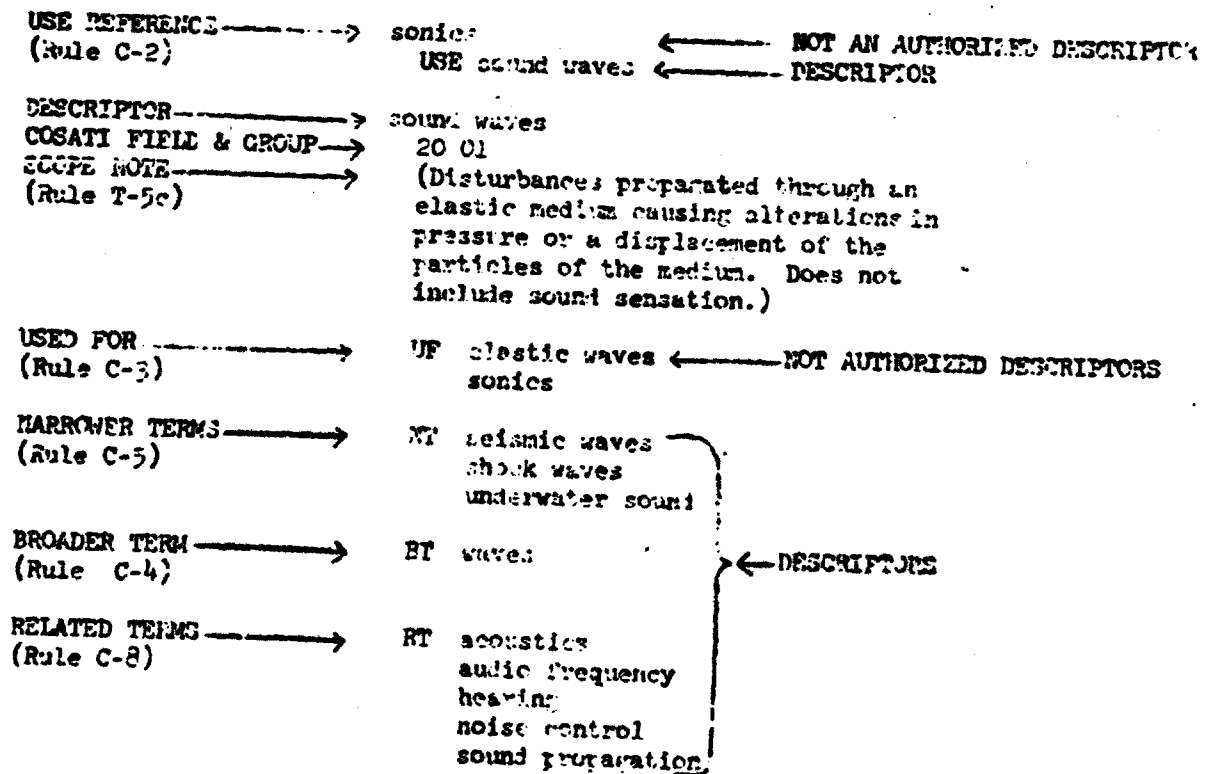 USE REFERENCE sonics NOT AN AUTHORIZED DESCRIPTOR
(Rule C-2) USE sound waves DESCRIPTOR
DESCRIPTOR sound waves
COSATI FIELD & GROUP 20 01
SCOPE NOTE (Disturbances propagated through an
(Rule T-5c) elastic medium causing alterations in
pressure or a displacement of the
particles of the medium. Does not
include sound sensation.)
USED FOR UF elastic waves NOT AUTHORIZED DESCRIPTORS
(Rule C-3) sonics
NARROWER TERMS NT seismic waves
(Rule C-5) shock waves
underwater sound
BROADER TERM BT waves DESCRIPTORS
(Rule C-4)
RELATED TERMS RT acoustics
(Rule C-8) audio frequency
hearing
noise control
sound propagation